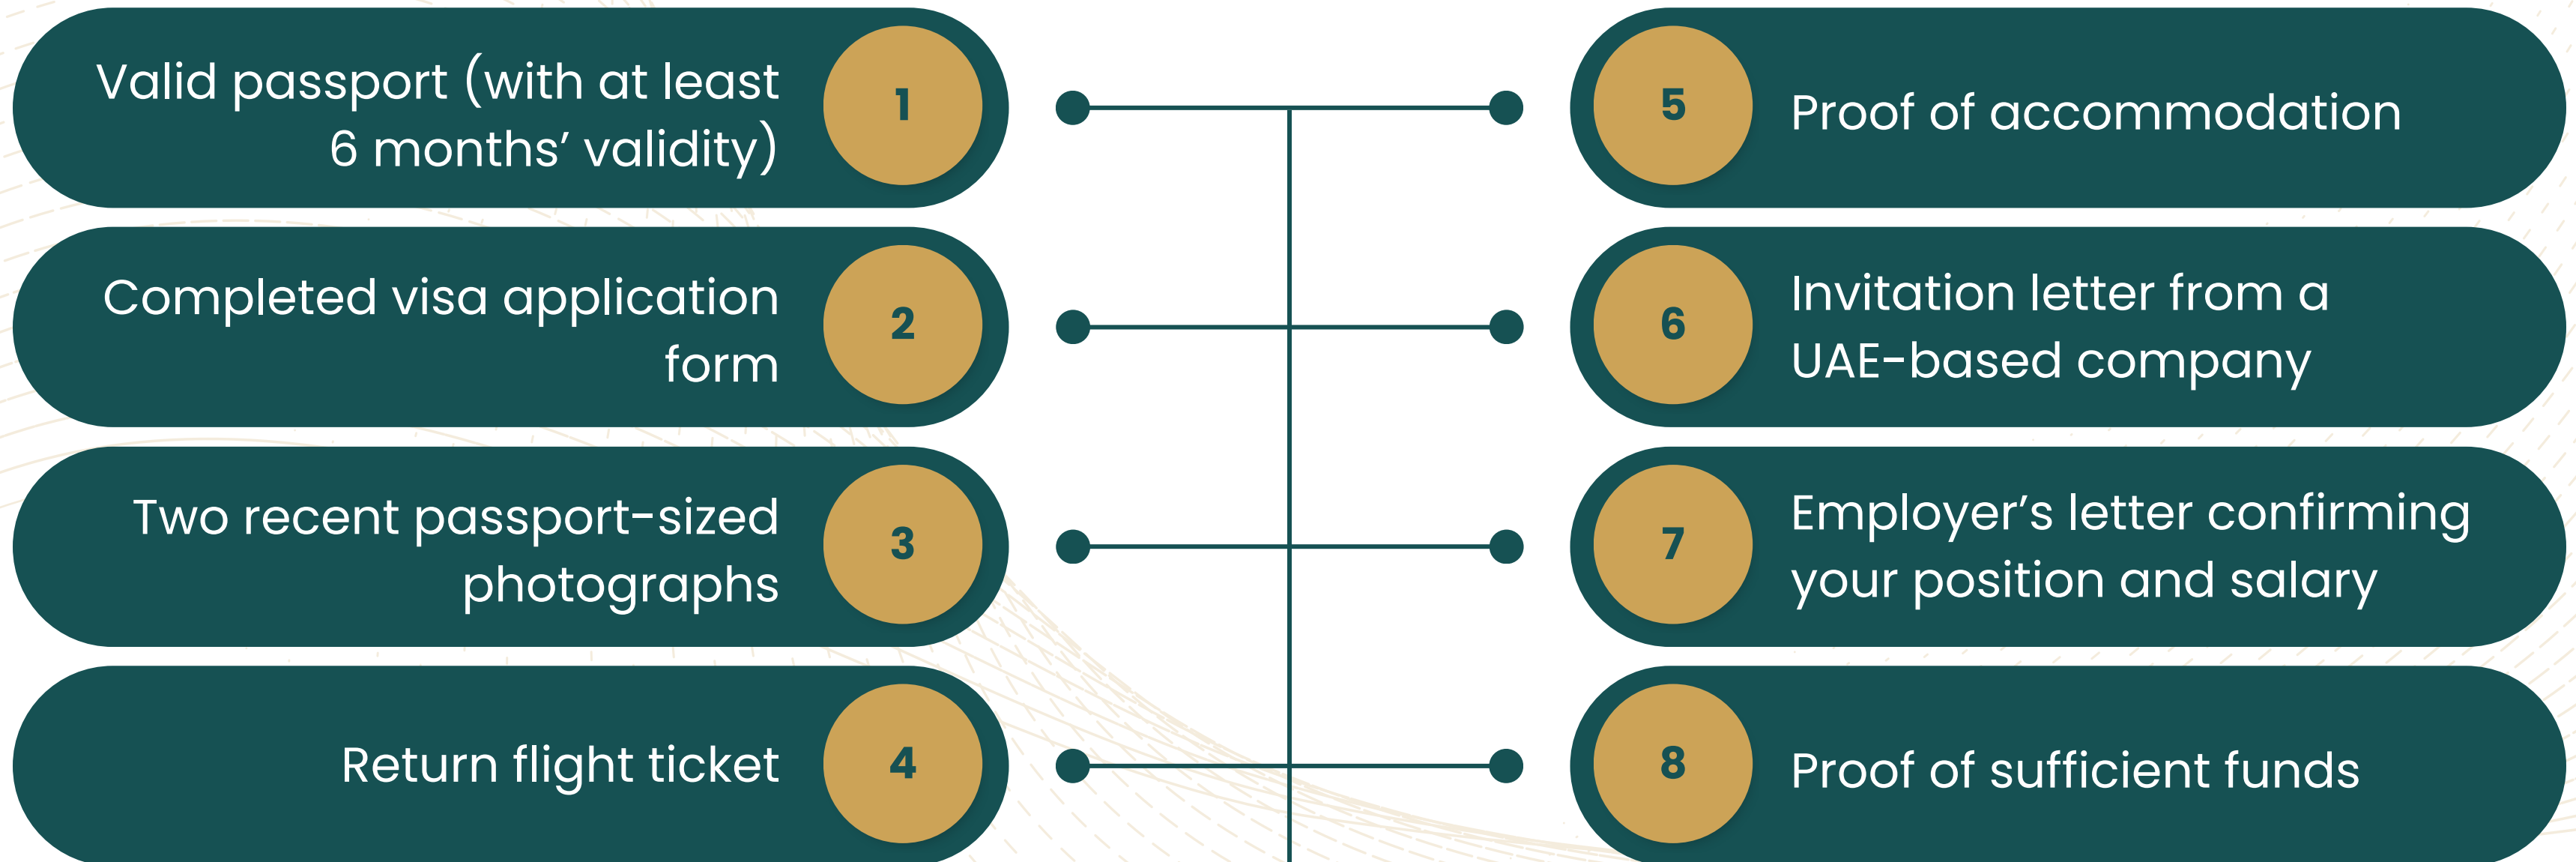 Valid passport (with at least
6 months’ validity)
1
Completed visa application
form
2
Two recent passport-sized
photographs
3
Return flight ticket
4
5
Proof of accommodation
6
Invitation letter from a
UAE-based company
7
Employer’s letter confirming
your position and salary
8
Proof of sufficient funds